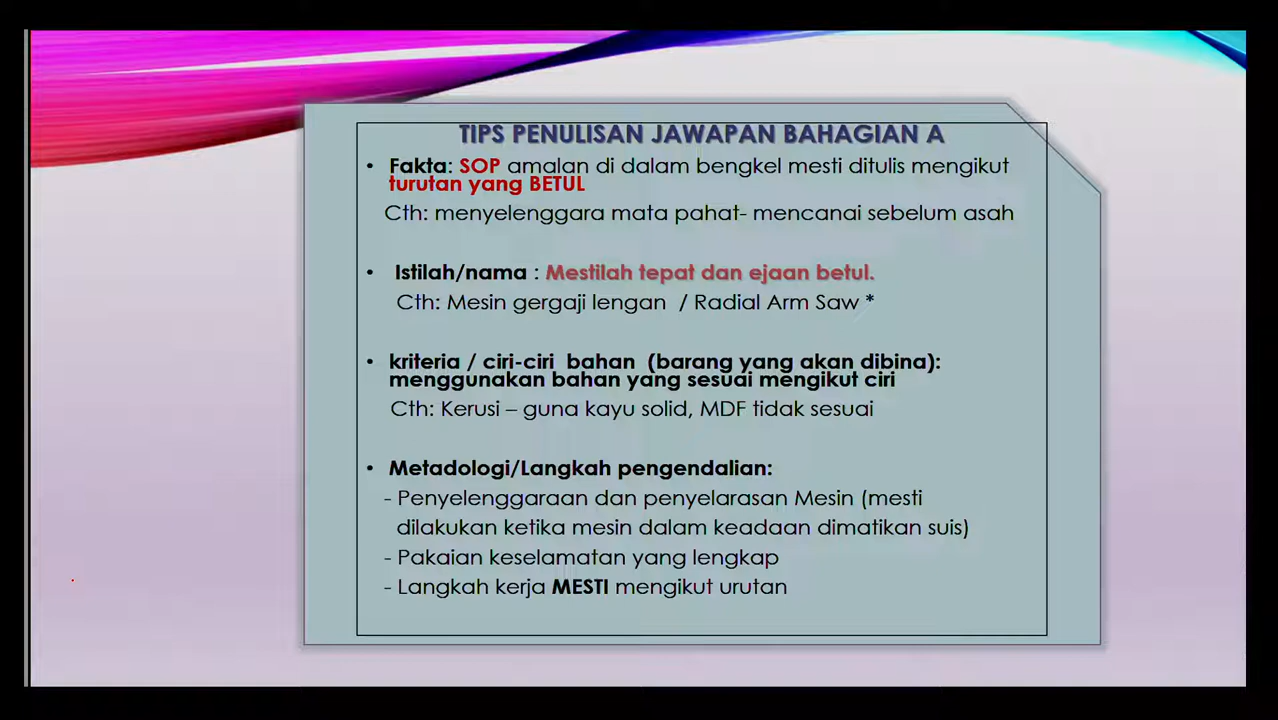 TIPS PENULISAN JAWAPAN BAHAGIAN A
• Fakta: SOP amalan di dalam bengkel mesti ditulis mengikut
turutan yang BETUL
Cth: menyelenggara mata pahat- mencanai sebelum asah
• Istilah/nama : Mestilah tepat dan ejaan betul.
Cth: Mesin gergaji lengan / Radial Arm Saw *
• kriteria / ciri-ciri bahan (barang yang akan dibina):
menggunakan bahan yang sesuai mengikut ciri
Cth: Kerusi – guna kayu solid, MDF tidak sesuai
• Metadologi/Langkah pengendalian:
- Penyelenggaraan dan penyelarasan Mesin (mesti
dilakukan ketika mesin dalam keadaan dimatikan suis)
- Pakaian keselamatan yang lengkap
- Langkah kerja MESTI mengikut urutan